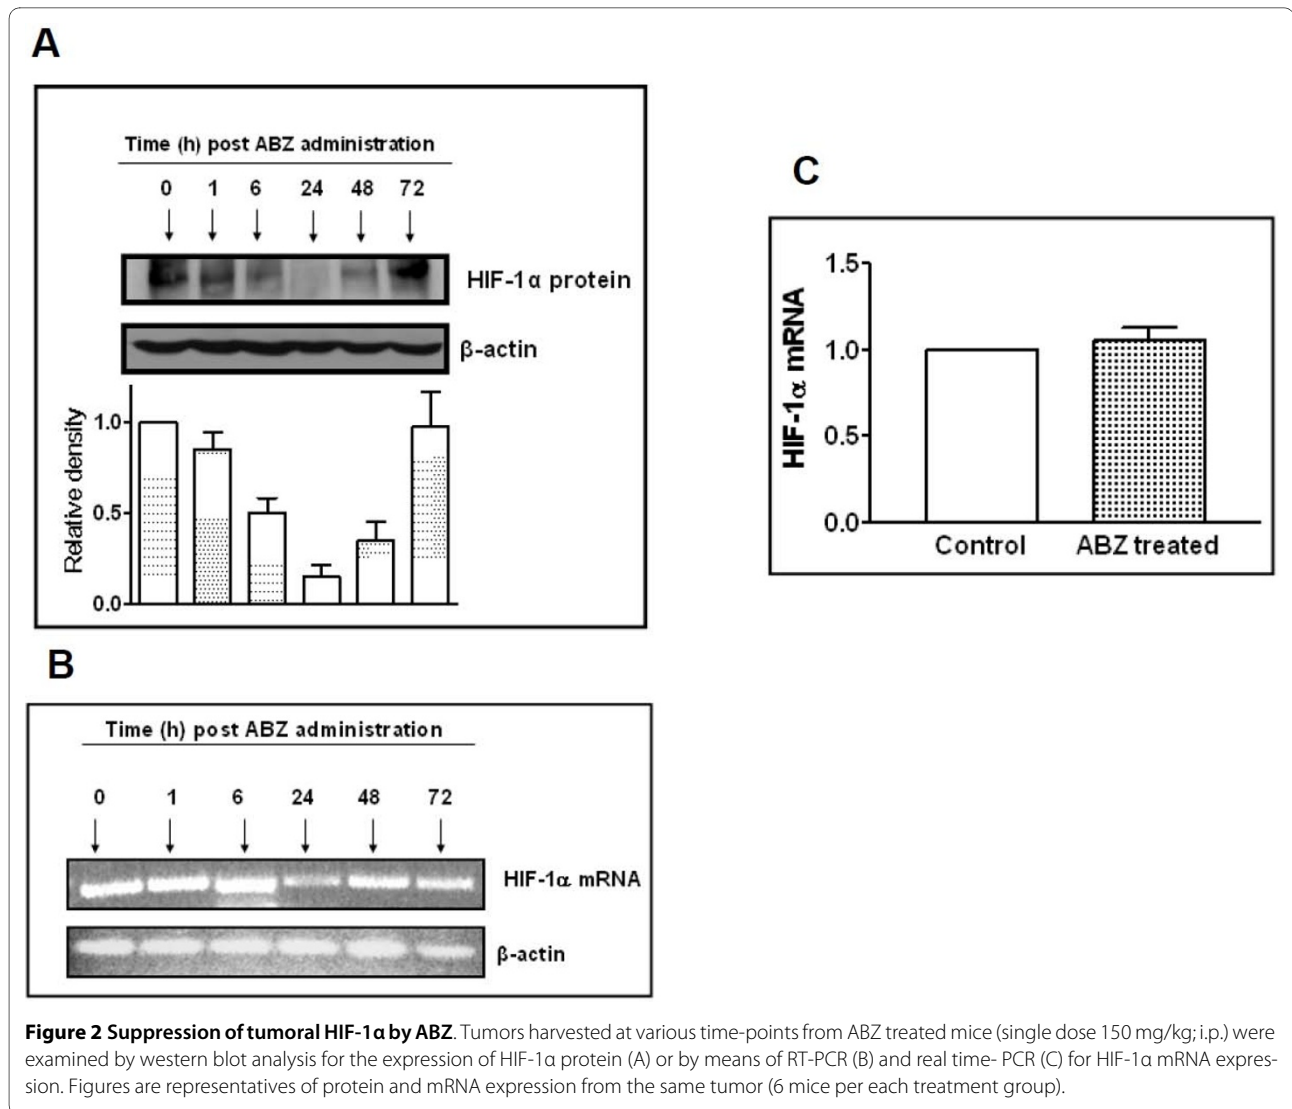 A
Time (h) post ABZ administration
0 1 6 24 48 72
HIF-1α protein
β-actin
Relative density
1.0
0.5
0.0
B
Time (h) post ABZ administration
0 1 6 24 48 72
HIF-1α mRNA
β-actin
C
HIF-1α mRNA
1.5
1.0
0.5
0.0
Control ABZ treated
Figure 2 Suppression of tumoral HIF-1α by ABZ. Tumors harvested at various time-points from ABZ treated mice (single dose 150 mg/kg; i.p.) were
examined by western blot analysis for the expression of HIF-1α protein (A) or by means of RT-PCR (B) and real time- PCR (C) for HIF-1α mRNA expres-
sion. Figures are representatives of protein and mRNA expression from the same tumor (6 mice per each treatment group).